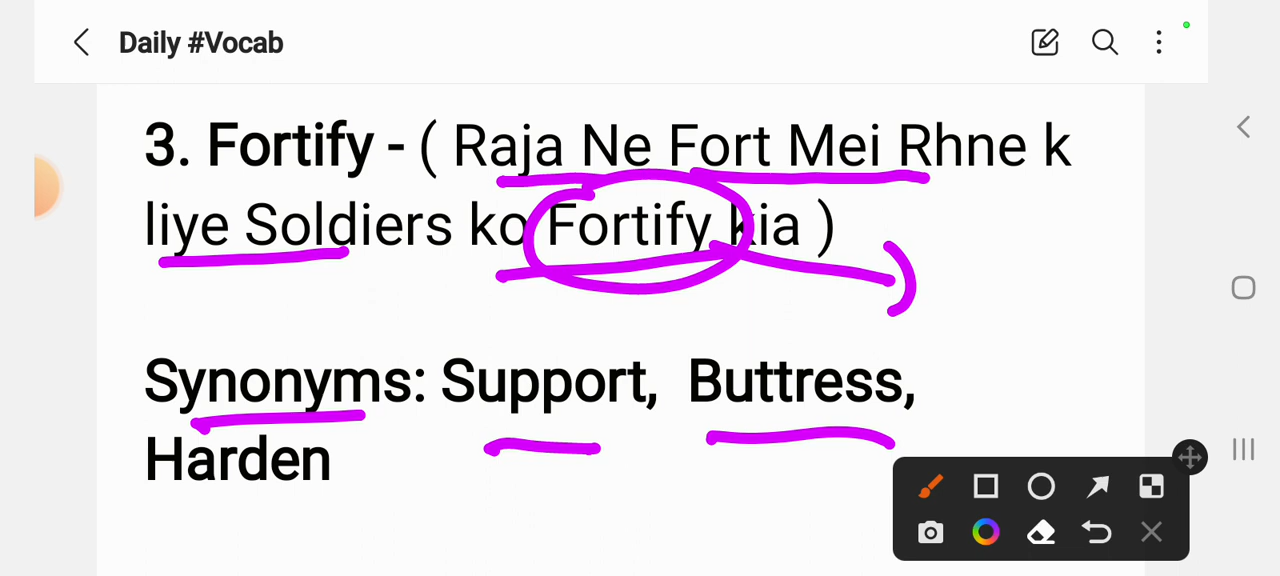 Daily #Vocab
3. Fortify - ( Raja Ne Fort Mei Rhne k
liye Soldiers ko Fortify kia )
Synonyms: Support, Buttress,
Harden